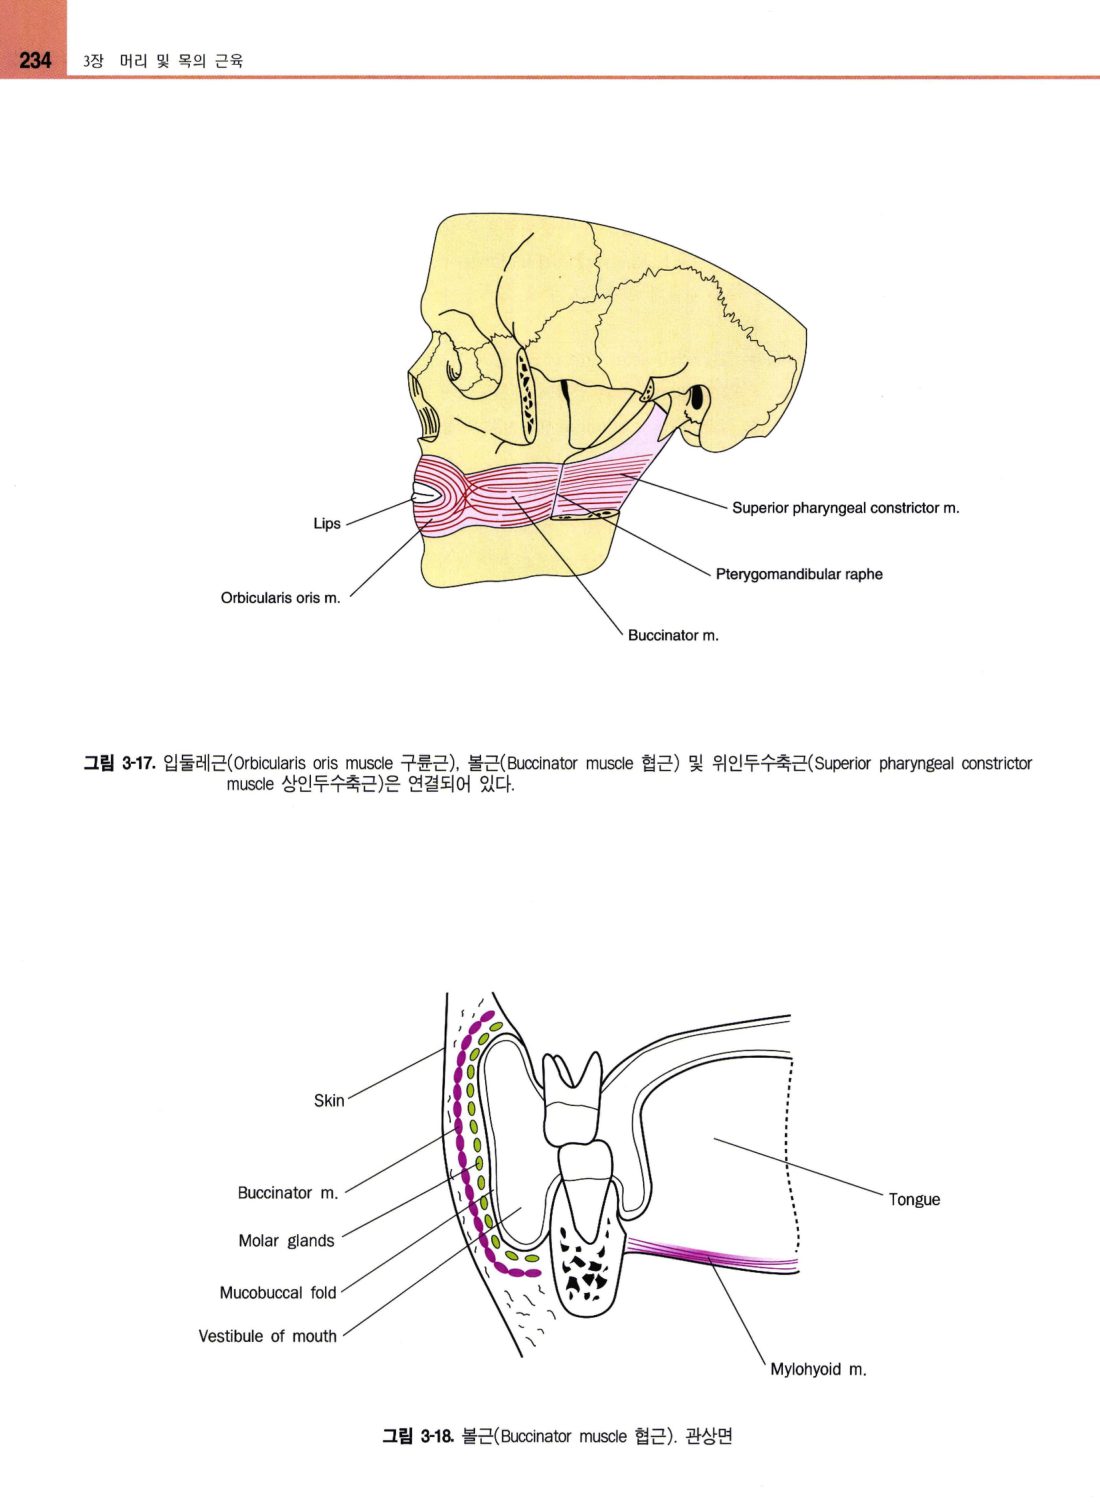 234 3장 머리 및 목의 근육
Superior pharyngeal constrictor m.
Lips
Pterygomandibular raphe
Orbicularis oris m.
Buccinator m.
그림 3-17. 입둘레근(Orbicularis oris muscle 구륜근), 볼근(Buccinator muscle 협근) 및 위인두수축근(Superior pharyngeal constrictor
muscle 상인두수축근)은 연결되어 있다.
Skin
Buccinator m.
Tongue
Molar glands
Mucobuccal fold
Vestibule of mouth
Mylohyoid m.
그림 3-18. 볼근(Buccinator muscle 협근). 관상면